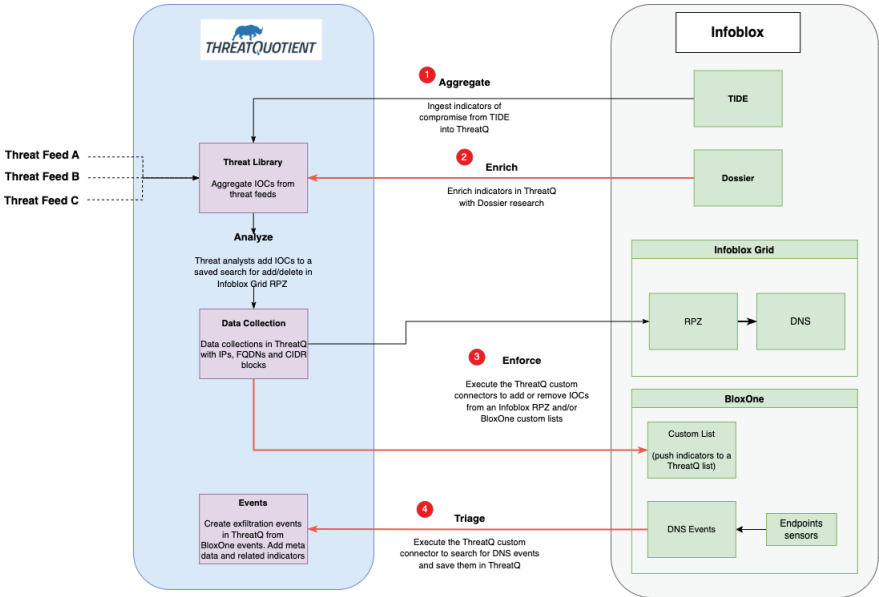 THREATQUOTIENT
Infoblox
1
Aggregate
Ingest indicators of
compromise from TIDE
into ThreatQ
TIDE
Threat Feed A
Threat Feed B
Threat Feed C
Threat Library
Aggregate IOCs from
threat feeds
2
Enrich
Enrich indicators in ThreatQ
with Dossier research
Dossier
Analyze
Threat analysts add IOCs to a
saved search for add/delete in
Infoblox Grid RPZ
Infoblox Grid
RPZ
DNS
Data Collection
Data collections in ThreatQ
with IPs, FQDNs and CIDR
blocks
3
Enforce
Execute the ThreatQ custom
connectors to add or remove IOCs
from an Infoblox RPZ and/or
BloxOne custom lists
BloxOne
Custom List
(push indicators to a
ThreatQ list)
Events
Create exfiltration events
in ThreatQ from
BloxOne events. Add meta
data and related indicators
4
Triage
Execute the ThreatQ custom
connector to search for DNS events
and save them in ThreatQ
DNS Events
Endpoints
sensors